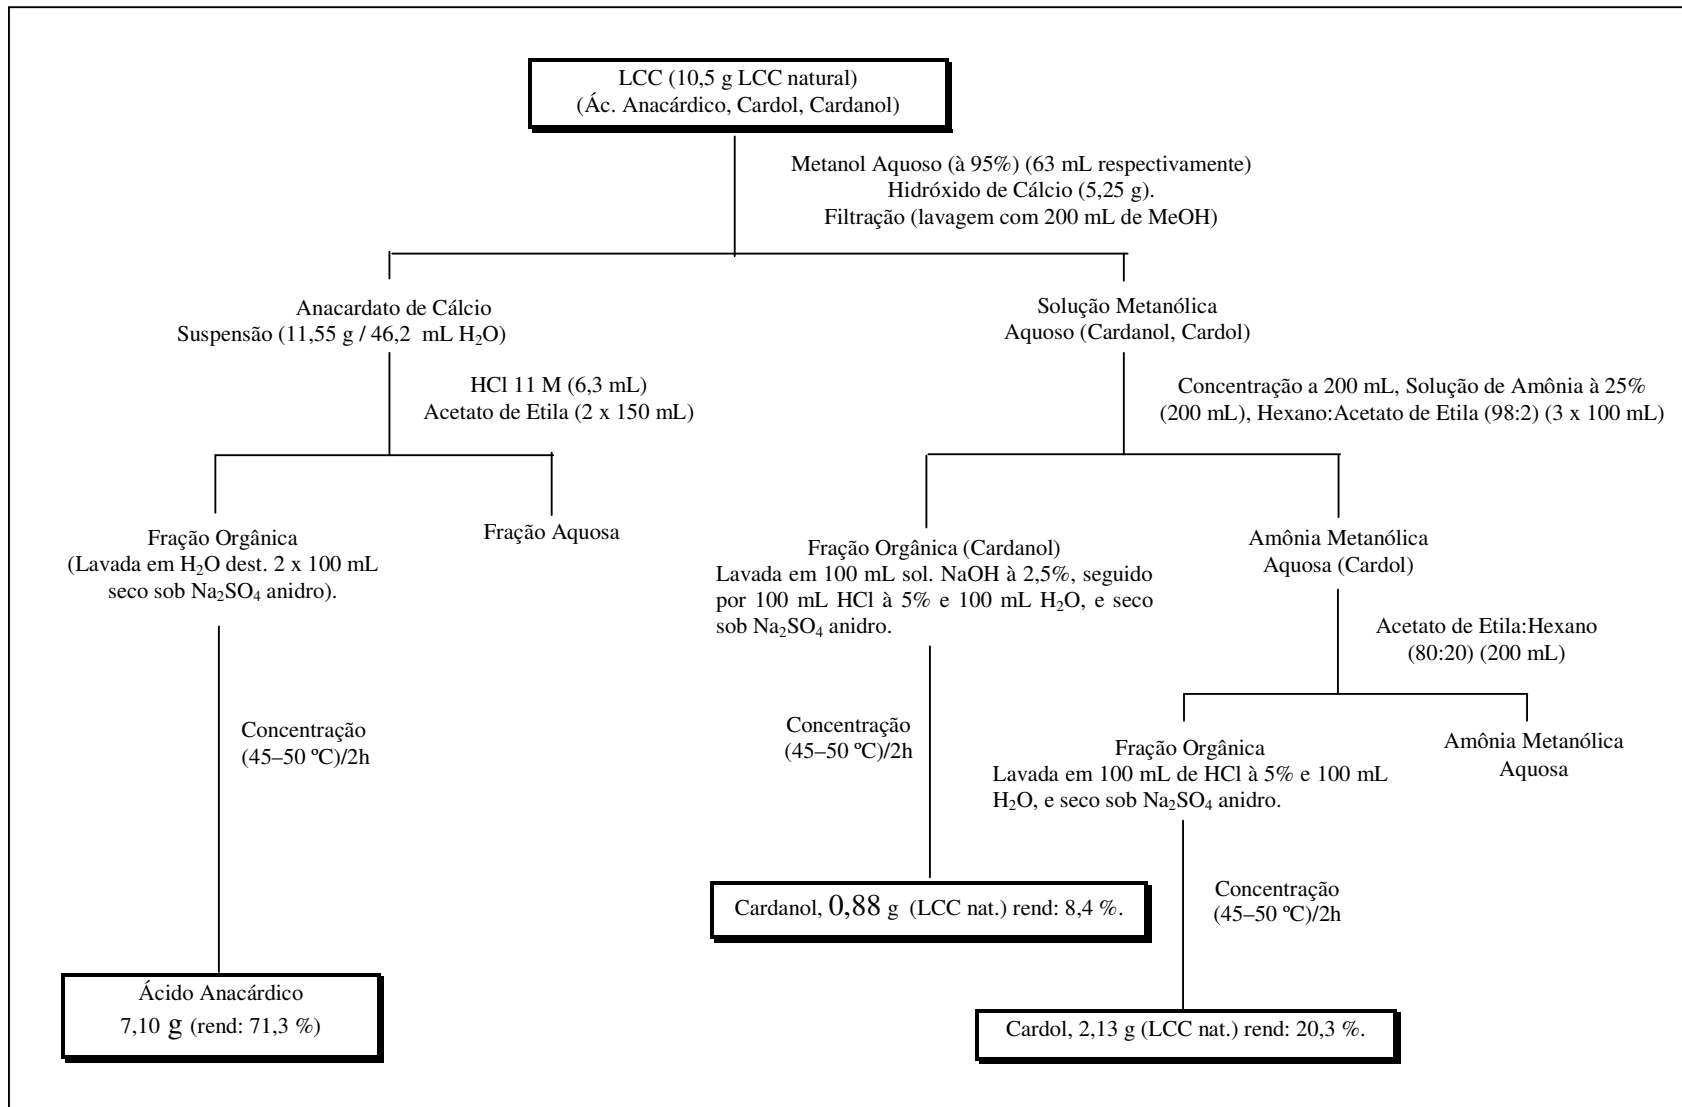 LCC (10,5 g LCC natural)
(Ác. Anacárdico, Cardol, Cardanol)
Metanol Aquoso (à 95%) (63 mL respectivamente)
Hidróxido de Cálcio (5,25 g).
Filtração (lavagem com 200 mL de MeOH)
Anacardato de Cálcio
Suspensão (11,55 g / 46,2 mL H₂O)
Solução Metanólica
Aquoso (Cardanol, Cardol)
HCl 11 M (6,3 mL)
Acetato de Etila (2 x 150 mL)
Concentração a 200 mL, Solução de Amônia à 25%
(200 mL), Hexano:Acetato de Etila (98:2) (3 x 100 mL)
Fração Orgânica
(Lavada em H₂O dest. 2 x 100 mL
seco sob Na₂SO₄ anidro).
Fração Aquosa
Fração Orgânica (Cardanol)
Lavada em 100 mL sol. NaOH à 2,5%, seguido
por 100 mL HCl à 5% e 100 mL H₂O, e seco
sob Na₂SO₄ anidro.
Amônia Metanólica
Aquosa (Cardol)
Acetato de Etila:Hexano
(80:20) (200 mL)
Concentração
(45–50 ºC)/2h
Concentração
(45–50 ºC)/2h
Fração Orgânica
Lavada em 100 mL de HCl à 5% e 100 mL
H₂O, e seco sob Na₂SO₄ anidro.
Amônia Metanólica
Aquosa
Cardanol, 0,88 g (LCC nat.) rend: 8,4 %.
Concentração
(45–50 ºC)/2h
Ácido Anacárdico
7,10 g (rend: 71,3 %)
Cardol, 2,13 g (LCC nat.) rend: 20,3 %.